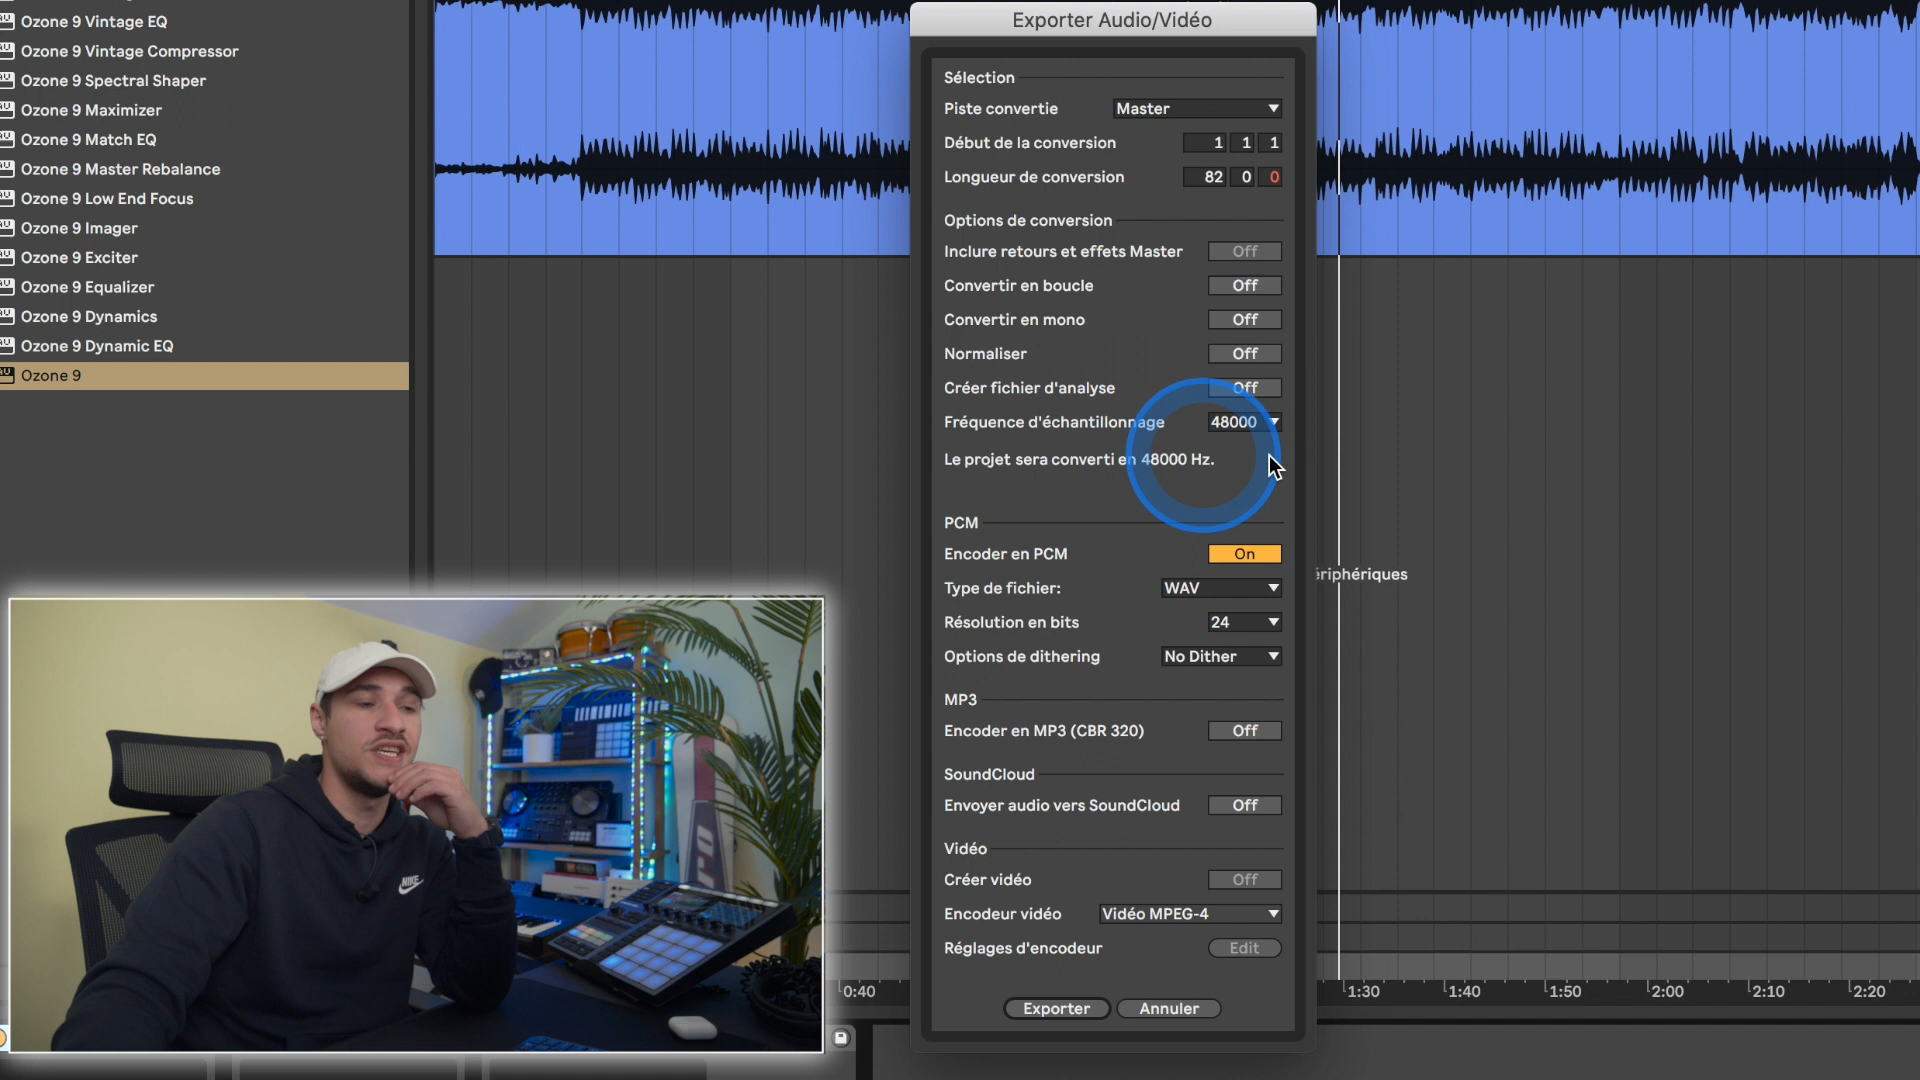 Ozone 9 Vintage EQ
Ozone 9 Vintage Compressor
Ozone 9 Spectral Shaper
Ozone 9 Maximizer
Ozone 9 Match EQ
Ozone 9 Master Rebalance
Ozone 9 Low End Focus
Ozone 9 Imager
Ozone 9 Exciter
Ozone 9 Equalizer
Ozone 9 Dynamics
Ozone 9 Dynamic EQ
Ozone 9
Exporter Audio/Vidéo
Sélection
Piste convertie Master
Début de la conversion 1 1 1
Longueur de conversion 82 0 0
Options de conversion
Inclure retours et effets Master Off
Convertir en boucle Off
Convertir en mono Off
Normaliser Off
Créer fichier d'analyse Off
Fréquence d'échantillonnage 48000
Le projet sera converti en 48000 Hz.
PCM
Encoder en PCM On
Type de fichier: WAV
Résolution en bits 24
Options de dithering No Dither
MP3
Encoder en MP3 (CBR 320) Off
SoundCloud
Envoyer audio vers SoundCloud Off
Vidéo
Créer vidéo Off
Encodeur vidéo Vidéo MPEG-4
Réglages d'encodeur Edit
Exporter Annuler
ériphériques
0:40 1:30 1:40 1:50 2:00 2:10 2:20
NIKE